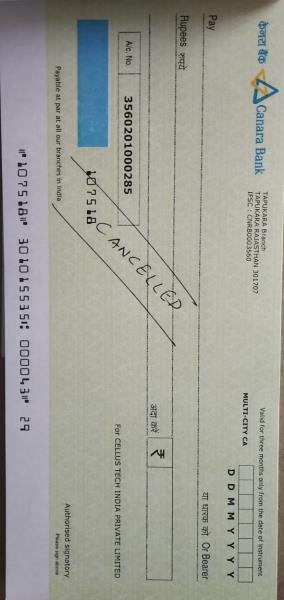 केनरा बैंक Canara Bank
TAPUKARA Branch
TAPUKARA RAJASTHAN 301707
IFSC : CNRB0003560
Valid for three months only from the date of instrument
MULTI-CITY CA
D D M M Y Y Y Y
Pay
या धारक को Or Bearer
Rupees रुपये
अदा करें ₹
A/c. No. 3560201000285
CANCELLED
For CELLUS TECH INDIA PRIVATE LIMITED
107518
Payable at par at all our branches in India
Authorised signatory
Please sign above
⑈107518⑈ 301015535⑆ 000043⑈ 29